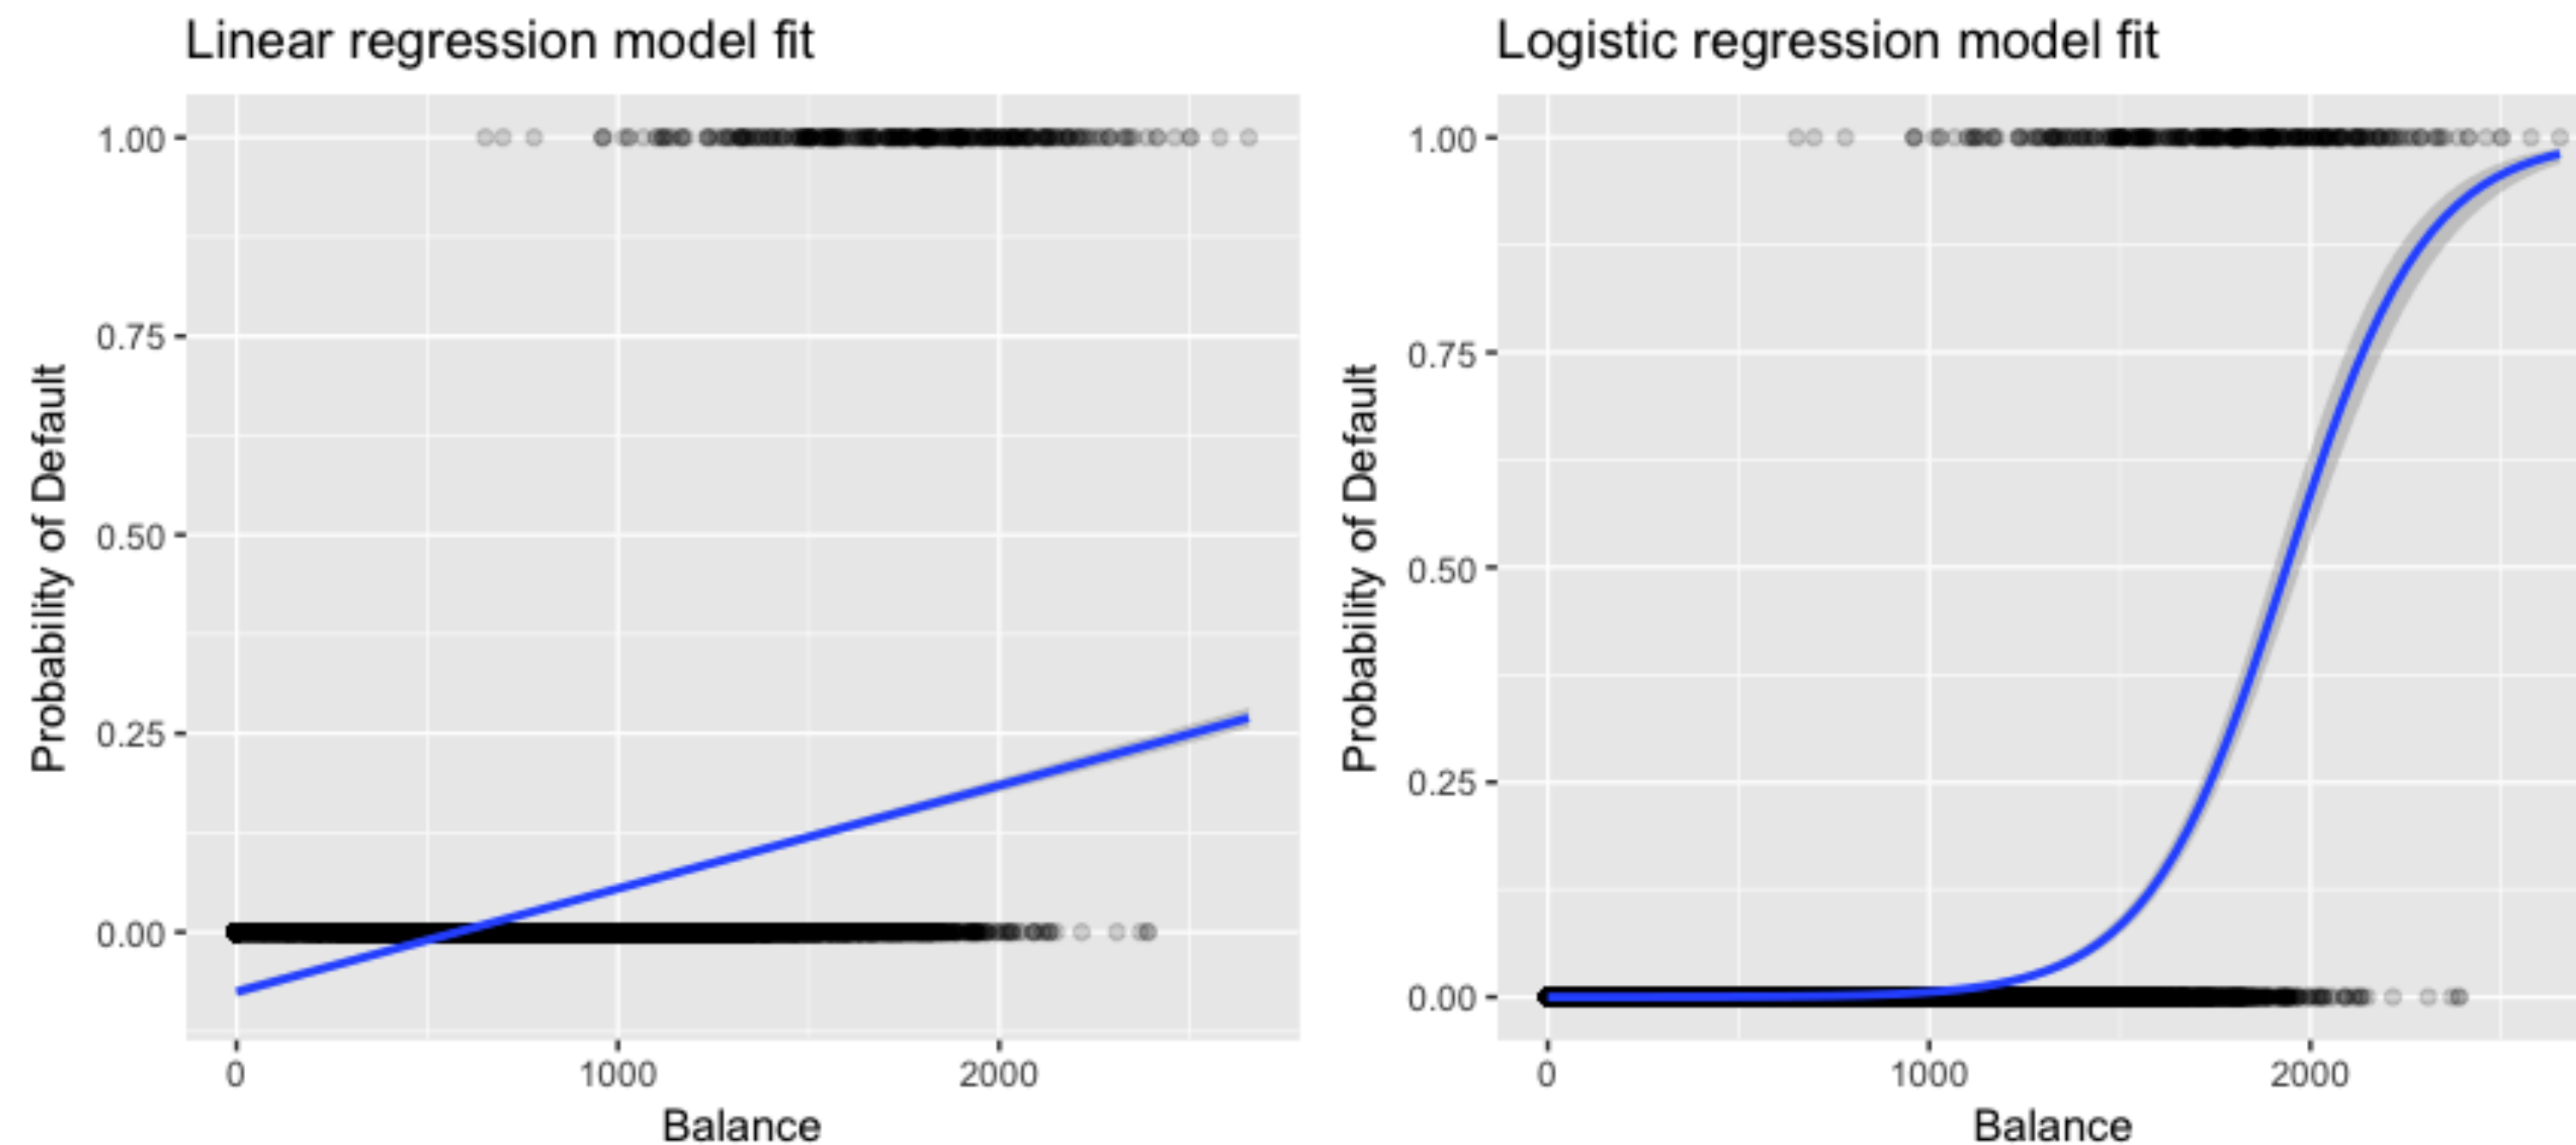 Linear regression model fit
1.00
0.75
0.50
0.25
0.00
Probability of Default
0 1000 2000
Balance
Logistic regression model fit
1.00
0.75
0.50
0.25
0.00
Probability of Default
0 1000 2000
Balance